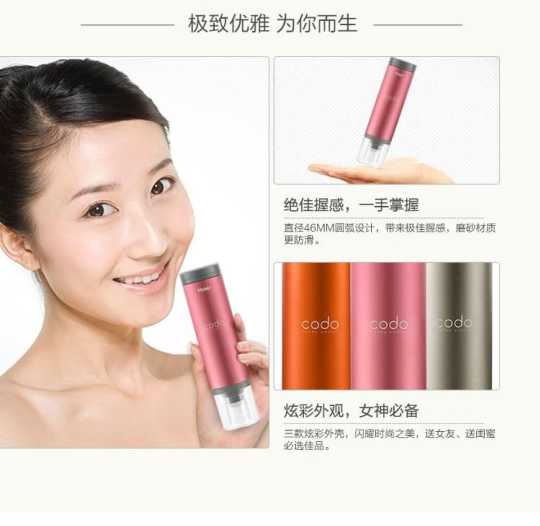 极致优雅 为你而生
绝佳握感，一手掌握
直径46MM圆弧设计，带来极佳握感，磨砂材质
更防滑。
Haier
codo
codo
codo
codo
炫彩外观，女神必备
三款炫彩外壳，闪耀时尚之美，送女友、送闺蜜
必选佳品。